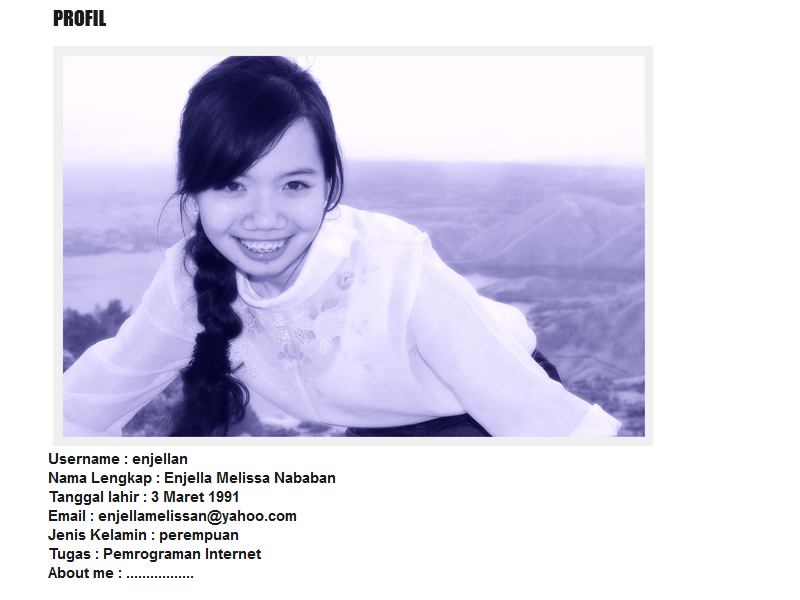 PROFIL
Username : enjellan
Nama Lengkap : Enjella Melissa Nababan
Tanggal lahir : 3 Maret 1991
Email : enjellamelissan@yahoo.com
Jenis Kelamin : perempuan
Tugas : Pemrograman Internet
About me : .................